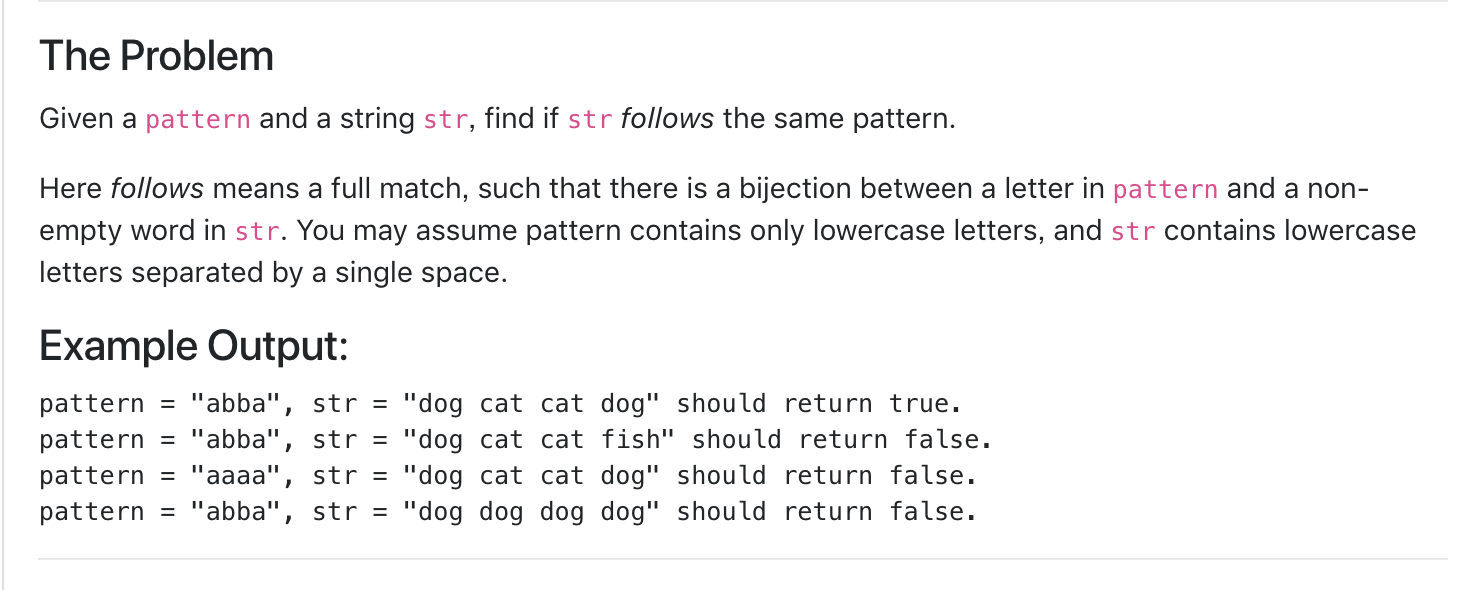 The Problem
Given a pattern and a string str, find if str follows the same pattern.
Here follows means a full match, such that there is a bijection between a letter in pattern and a non-
empty word in str. You may assume pattern contains only lowercase letters, and str contains lowercase
letters separated by a single space.
Example Output:
pattern = "abba", str = "dog cat cat dog" should return true.
pattern = "abba", str = "dog cat cat fish" should return false.
pattern = "aaaa", str = "dog cat cat dog" should return false.
pattern = "abba", str = "dog dog dog dog" should return false.